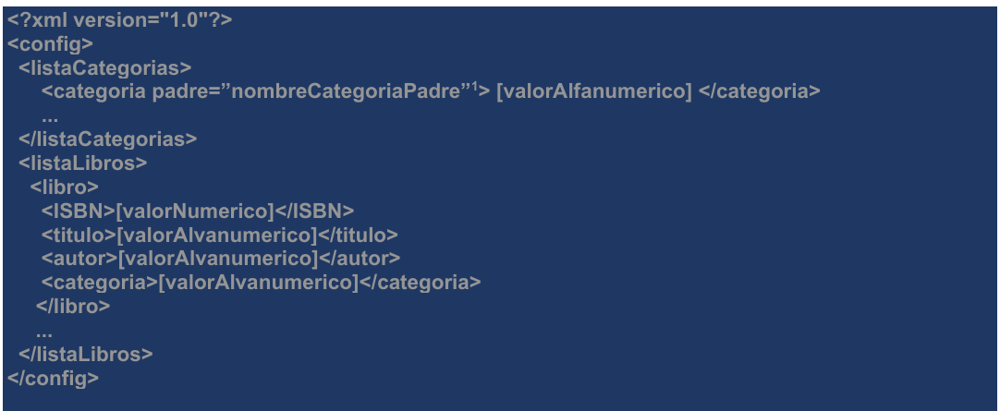 <?xml version="1.0"?>
<config>
<listaCategorias>
<categoria padre=”nombreCategoriaPadre”¹> [valorAlfanumerico] </categoria>
...
</listaCategorias>
<listaLibros>
<libro>
<ISBN>[valorNumerico]</ISBN>
<titulo>[valorAlvanumerico]</titulo>
<autor>[valorAlvanumerico]</autor>
<categoria>[valorAlvanumerico]</categoria>
</libro>
...
</listaLibros>
</config>